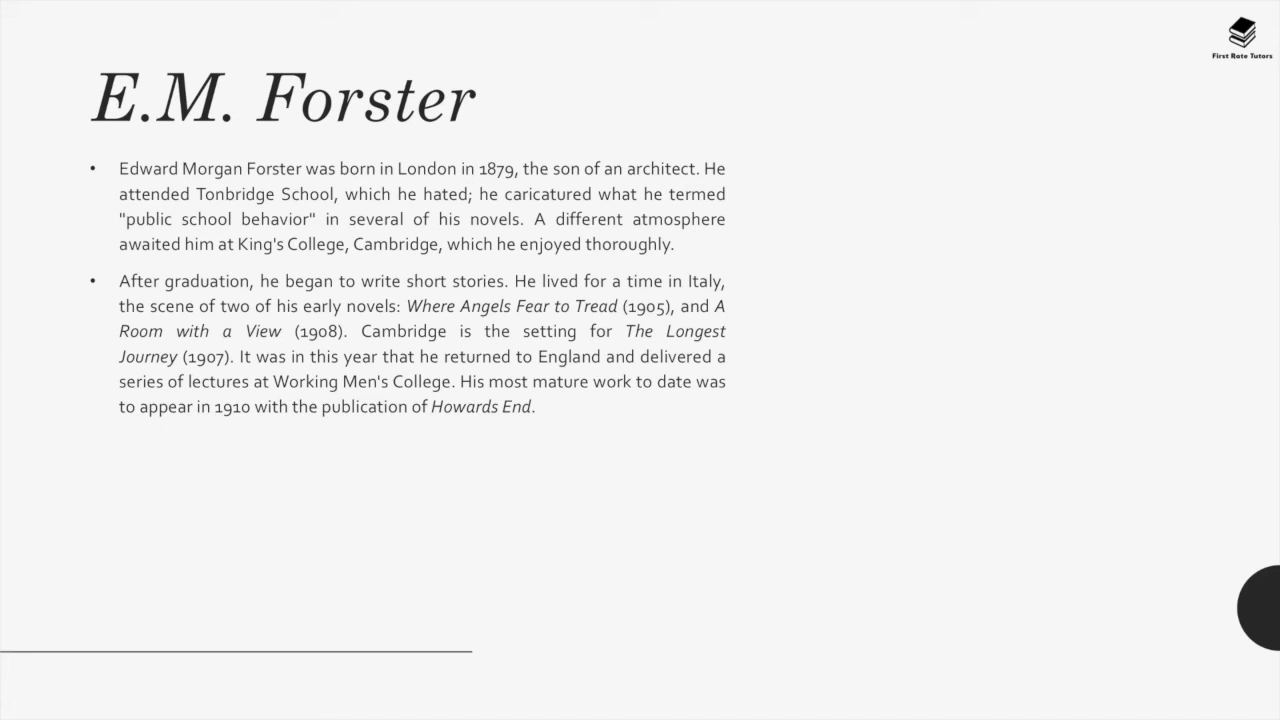 First Rate Tutors
E.M. Forster
• Edward Morgan Forster was born in London in 1879, the son of an architect. He
attended Tonbridge School, which he hated; he caricatured what he termed
"public school behavior" in several of his novels. A different atmosphere
awaited him at King's College, Cambridge, which he enjoyed thoroughly.
• After graduation, he began to write short stories. He lived for a time in Italy,
the scene of two of his early novels: Where Angels Fear to Tread (1905), and A
Room with a View (1908). Cambridge is the setting for The Longest
Journey (1907). It was in this year that he returned to England and delivered a
series of lectures at Working Men's College. His most mature work to date was
to appear in 1910 with the publication of Howards End.